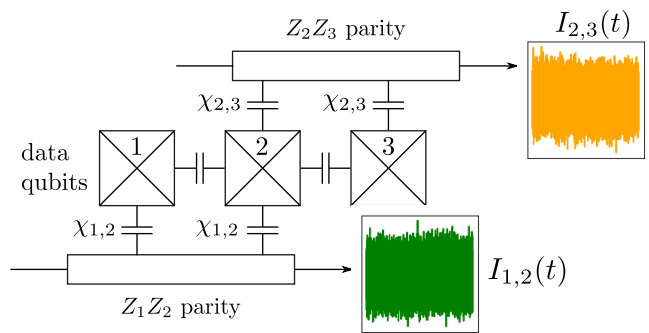 I₂,₃(t)
Z₂Z₃ parity
χ₂,₃ χ₂,₃
1 2 3
data
qubits
χ₁,₂ χ₁,₂
I₁,₂(t)
Z₁Z₂ parity